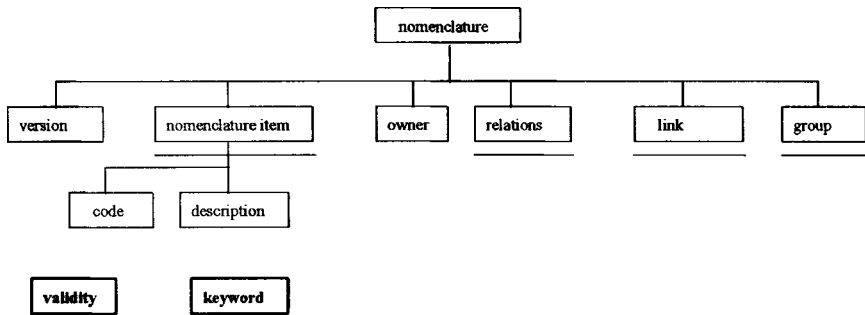 nomenclature
version
nomenclature item
owner
relations
link
group
code
description
validity
keyword